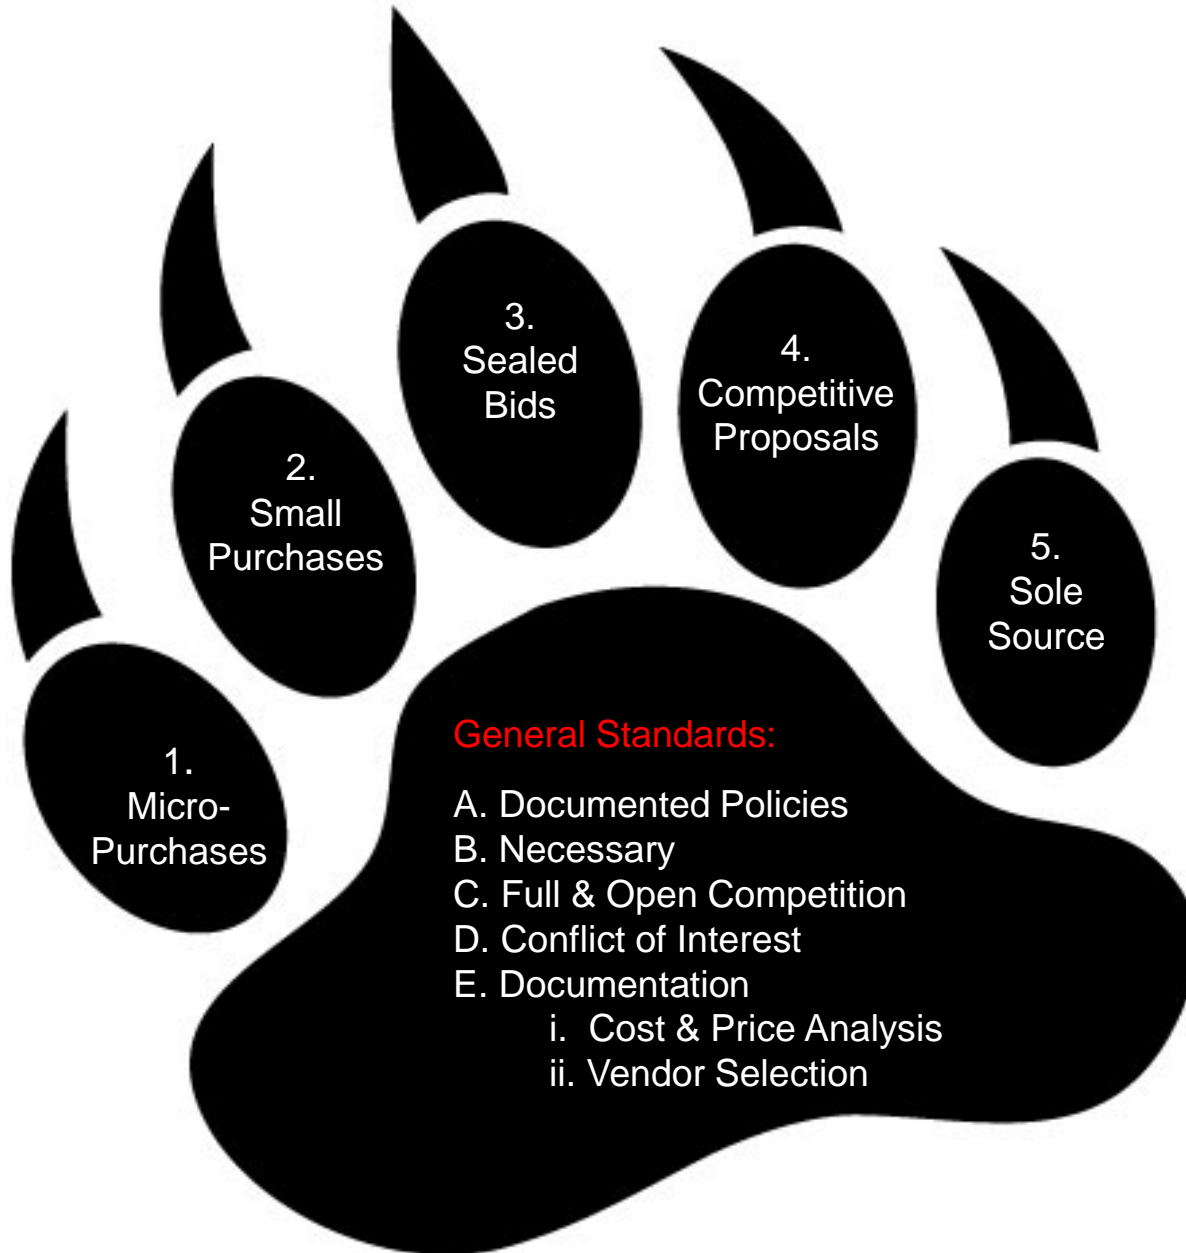 1.
Micro-
Purchases
2.
Small
Purchases
3.
Sealed
Bids
4.
Competitive
Proposals
5.
Sole
Source
General Standards:
A. Documented Policies
B. Necessary
C. Full & Open Competition
D. Conflict of Interest
E. Documentation
i. Cost & Price Analysis
ii. Vendor Selection